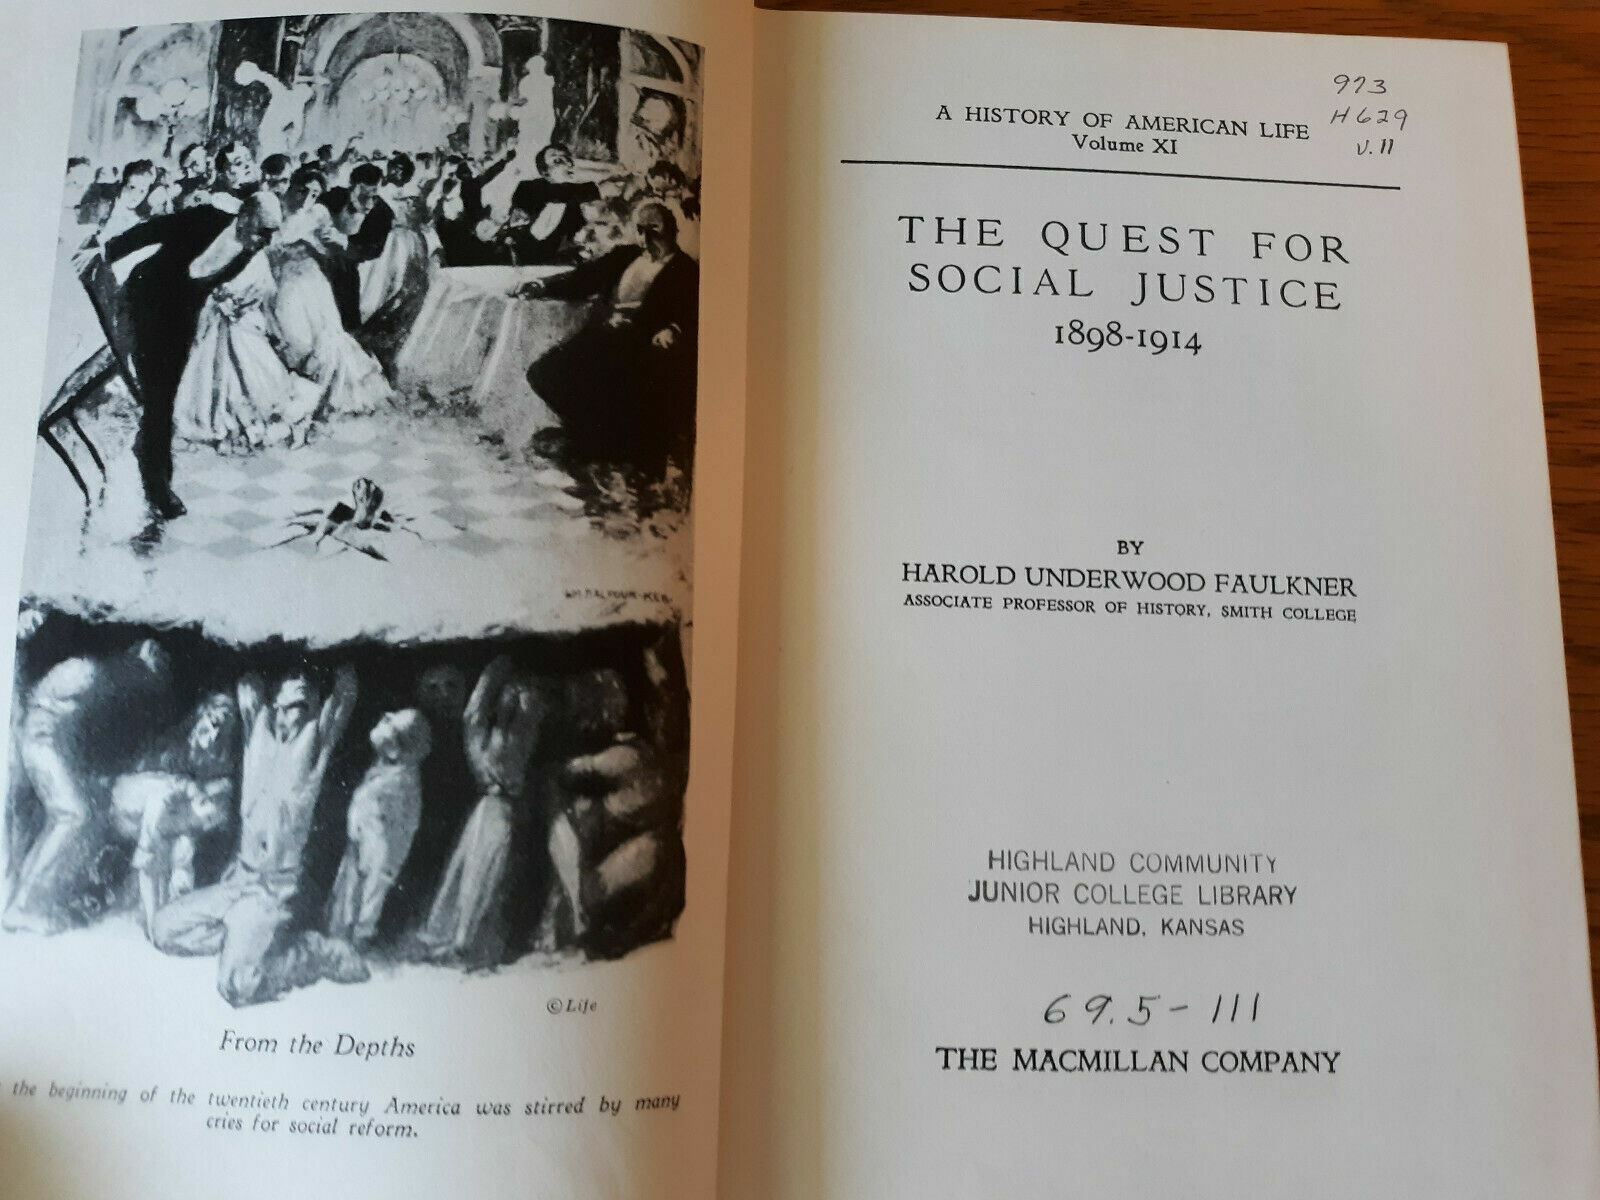 WM. BALFOUR-KER.
© Life
From the Depths
the beginning of the twentieth century America was stirred by many
cries for social reform.
973
H629
v.11
A HISTORY OF AMERICAN LIFE
Volume XI
THE QUEST FOR
SOCIAL JUSTICE
1898-1914
BY
HAROLD UNDERWOOD FAULKNER
ASSOCIATE PROFESSOR OF HISTORY, SMITH COLLEGE
HIGHLAND COMMUNITY
JUNIOR COLLEGE LIBRARY
HIGHLAND, KANSAS
69.5-111
THE MACMILLAN COMPANY